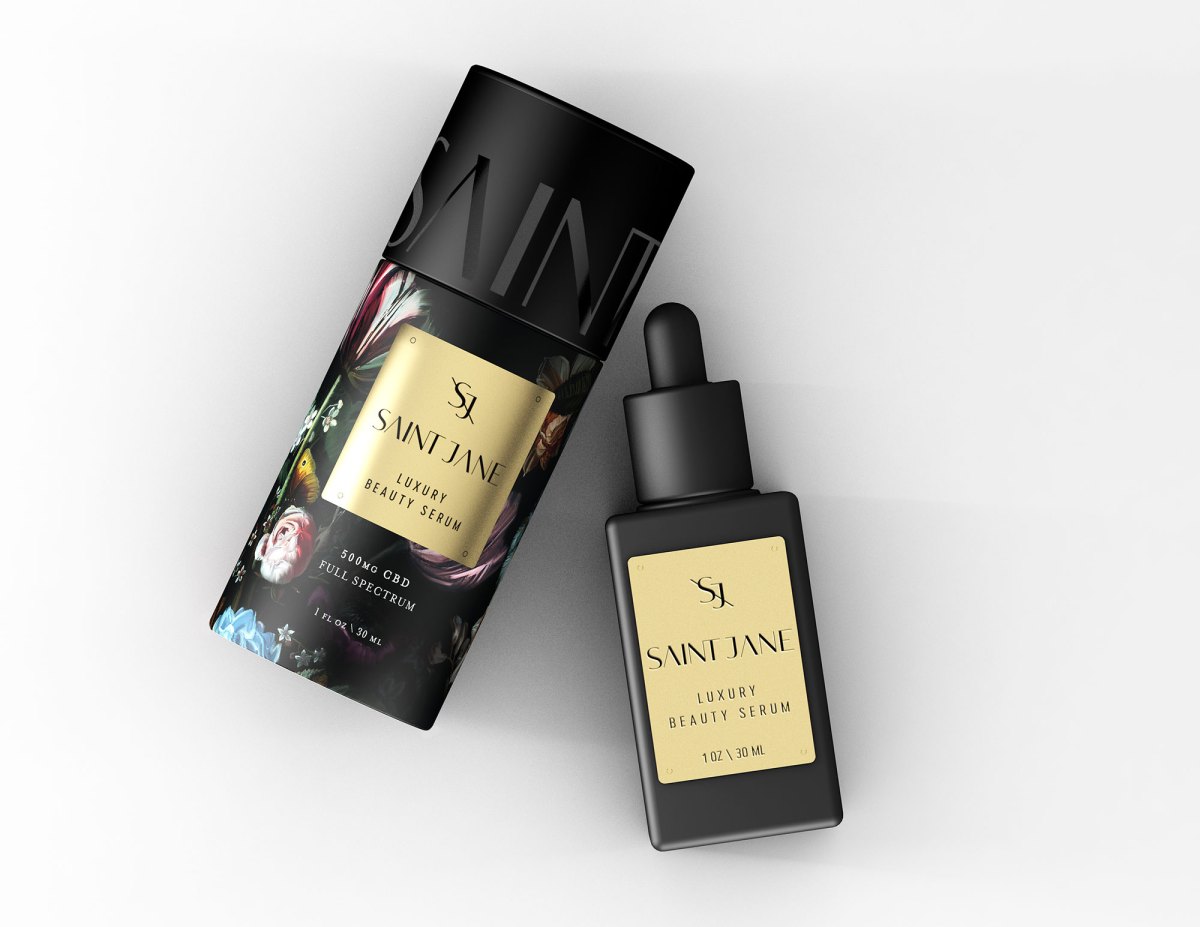 SAINT
SJ
SAINT JANE
LUXURY
BEAUTY SERUM
500MG CBD
FULL SPECTRUM
1 FL OZ \ 30 ML
SJ
SAINT JANE
LUXURY
BEAUTY SERUM
1 OZ \ 30 ML